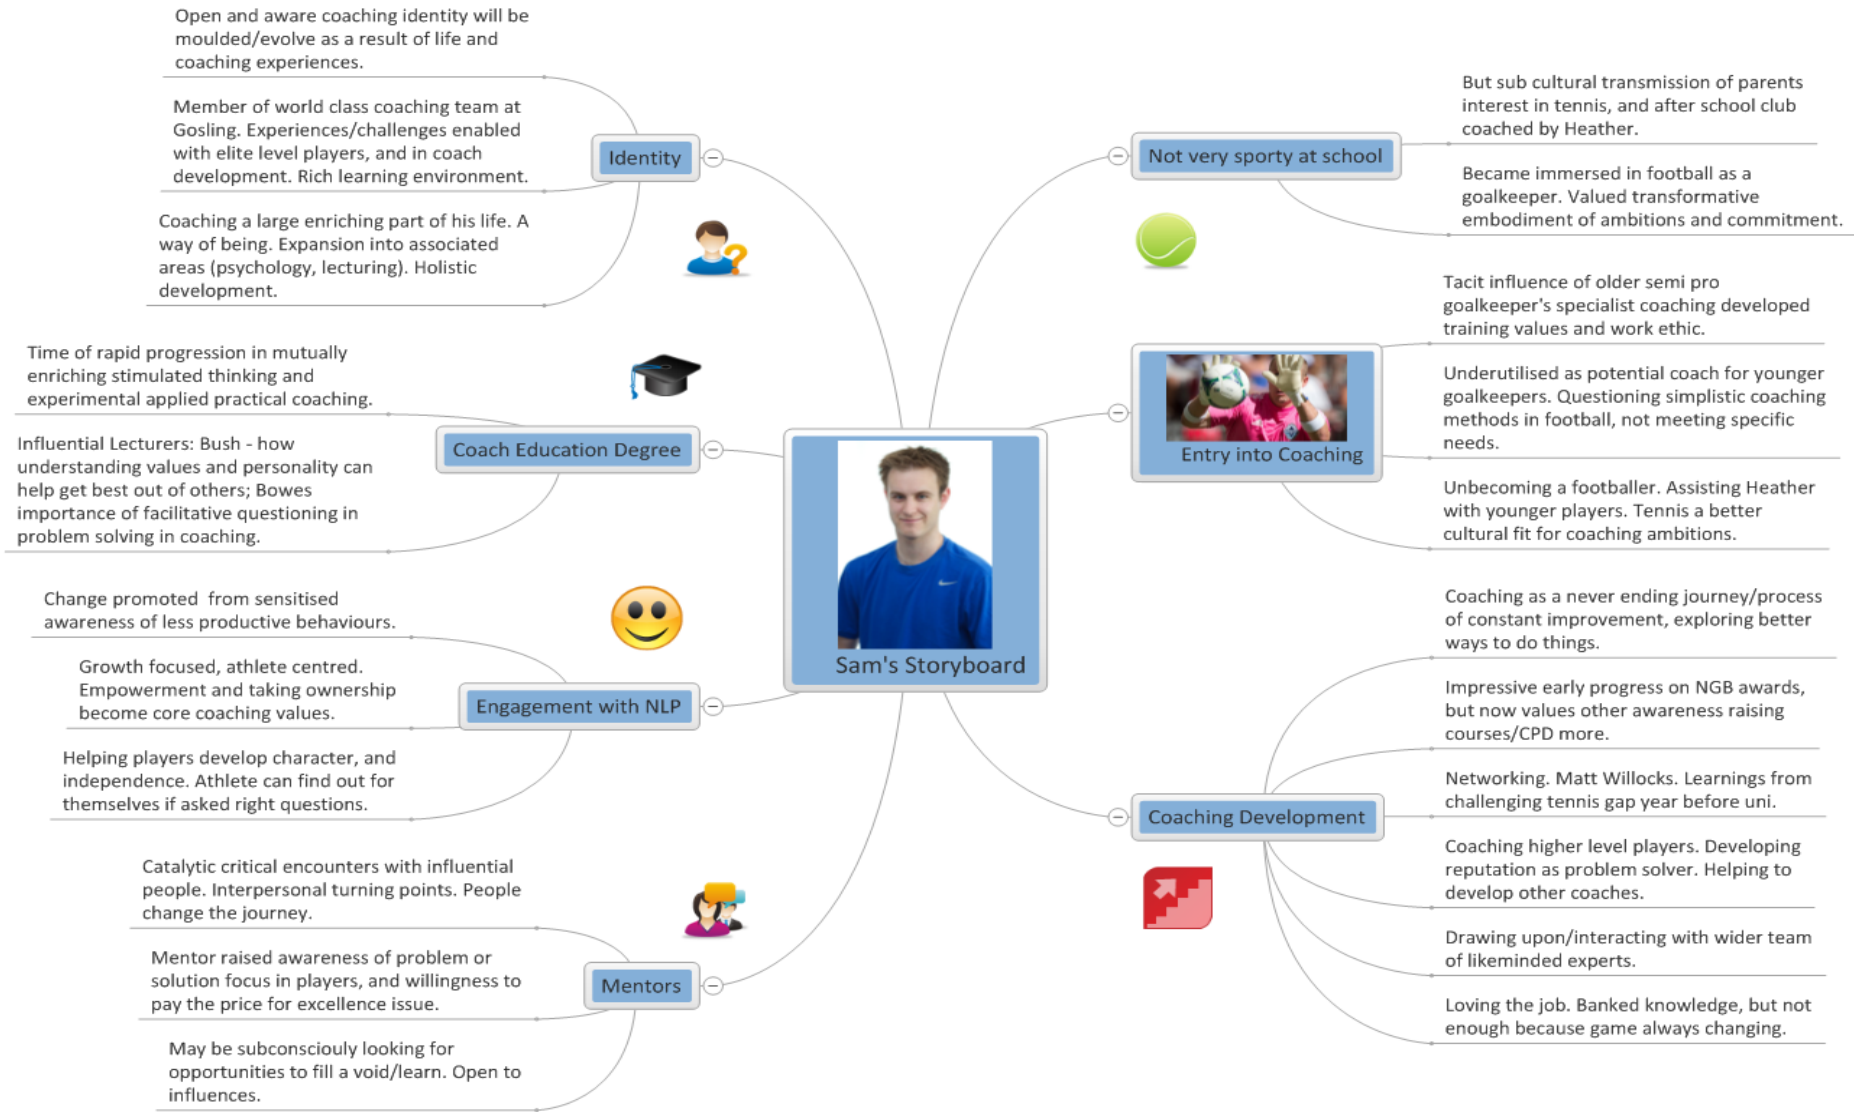 Open and aware coaching identity will be
moulded/evolve as a result of life and
coaching experiences.
Member of world class coaching team at
Gosling. Experiences/challenges enabled
with elite level players, and in coach
development. Rich learning environment.
Coaching a large enriching part of his life. A
way of being. Expansion into associated
areas (psychology, lecturing). Holistic
development.
Identity
Time of rapid progression in mutually
enriching stimulated thinking and
experimental applied practical coaching.
Influential Lecturers: Bush - how
understanding values and personality can
help get best out of others; Bowes
importance of facilitative questioning in
problem solving in coaching.
Coach Education Degree
Change promoted  from sensitised
awareness of less productive behaviours.
Growth focused, athlete centred.
Empowerment and taking ownership
become core coaching values.
Helping players develop character, and
independence. Athlete can find out for
themselves if asked right questions.
Engagement with NLP
Catalytic critical encounters with influential
people. Interpersonal turning points. People
change the journey.
Mentor raised awareness of problem or
solution focus in players, and willingness to
pay the price for excellence issue.
May be subconsciouly looking for
opportunities to fill a void/learn. Open to
influences.
Mentors
Sam's Storyboard
Not very sporty at school
But sub cultural transmission of parents
interest in tennis, and after school club
coached by Heather.
Became immersed in football as a
goalkeeper. Valued transformative
embodiment of ambitions and commitment.
Entry into Coaching
Tacit influence of older semi pro
goalkeeper's specialist coaching developed
training values and work ethic.
Underutilised as potential coach for younger
goalkeepers. Questioning simplistic coaching
methods in football, not meeting specific
needs.
Unbecoming a footballer. Assisting Heather
with younger players. Tennis a better
cultural fit for coaching ambitions.
Coaching Development
Coaching as a never ending journey/process
of constant improvement, exploring better
ways to do things.
Impressive early progress on NGB awards,
but now values other awareness raising
courses/CPD more.
Networking. Matt Willocks. Learnings from
challenging tennis gap year before uni.
Coaching higher level players. Developing
reputation as problem solver. Helping to
develop other coaches.
Drawing upon/interacting with wider team
of likeminded experts.
Loving the job. Banked knowledge, but not
enough because game always changing.